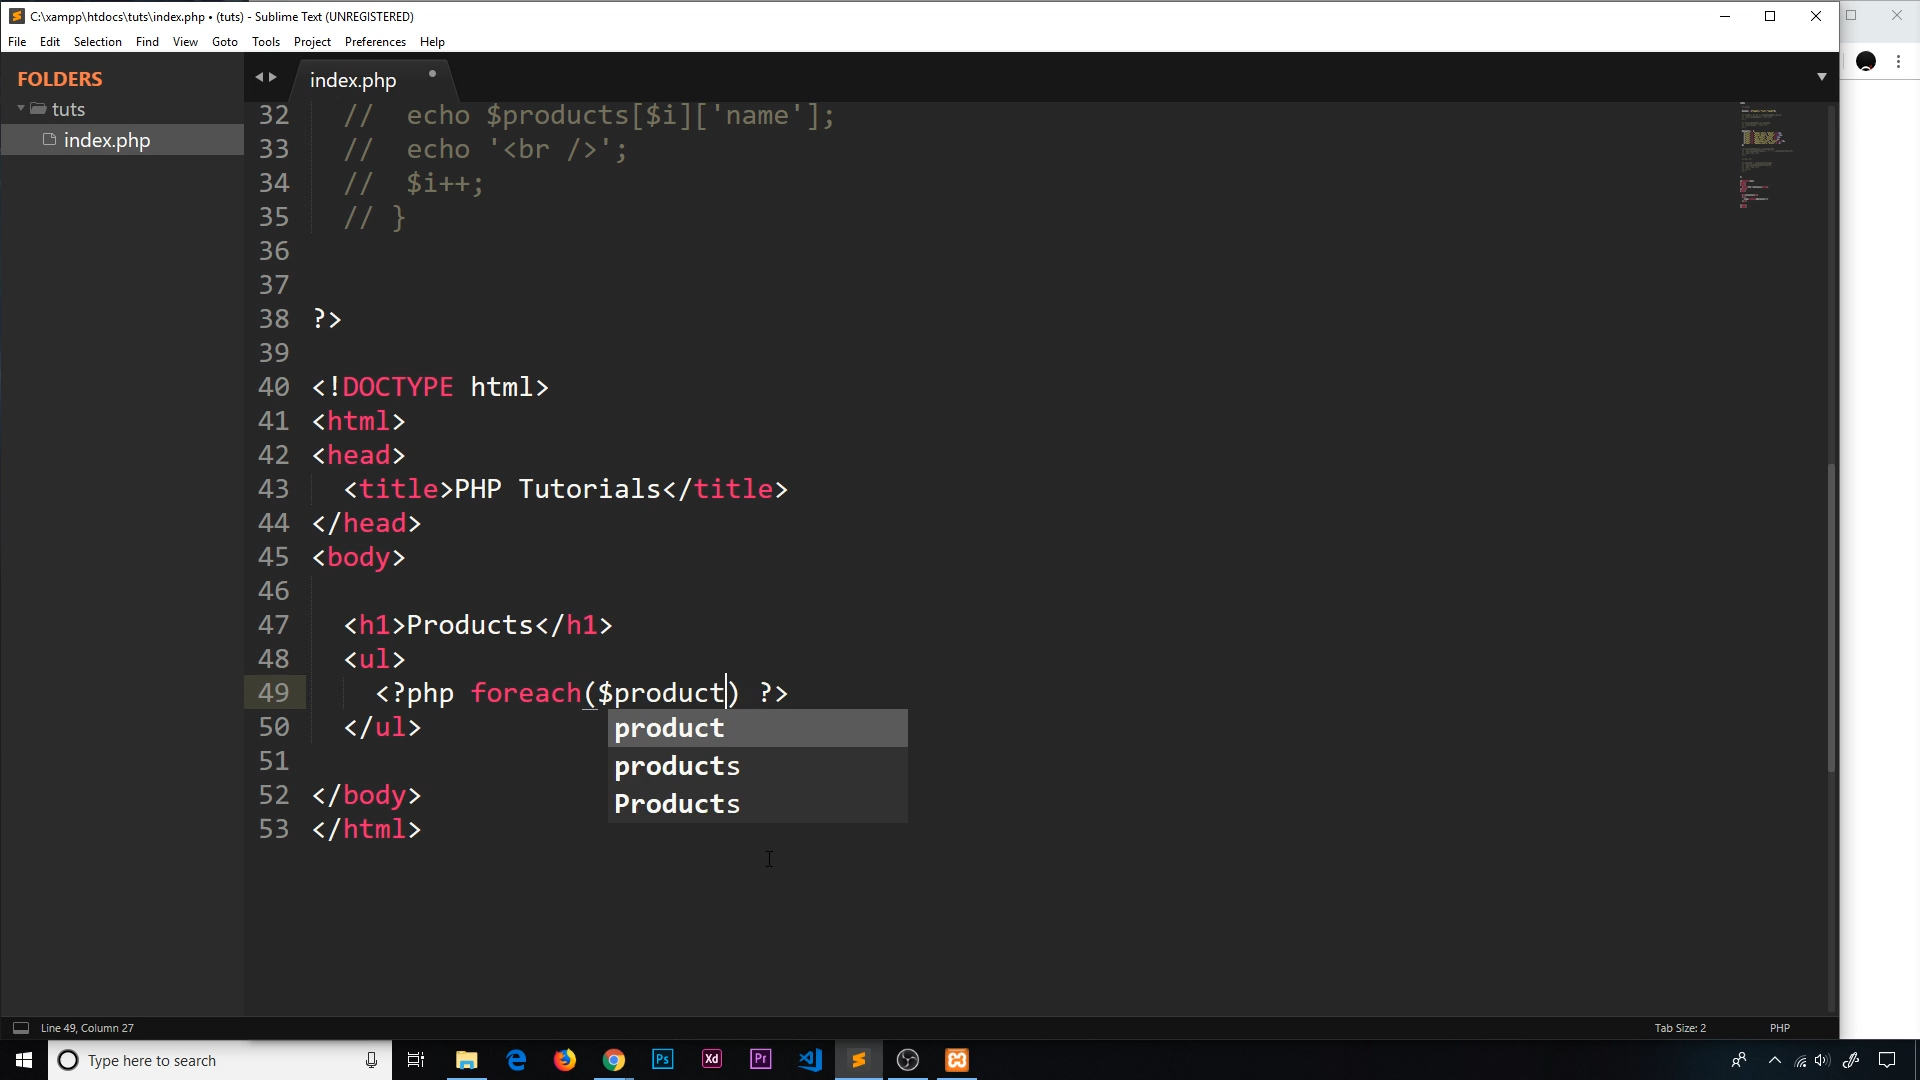 C:\xampp\htdocs\tuts\index.php • (tuts) - Sublime Text (UNREGISTERED)
File Edit Selection Find View Goto Tools Project Preferences Help
FOLDERS
tuts
index.php
index.php
32 // echo $products[$i]['name'];
33 // echo '<br />';
34 // $i++;
35 // }
36
37
38 ?>
39
40 <!DOCTYPE html>
41 <html>
42 <head>
43 <title>PHP Tutorials</title>
44 </head>
45 <body>
46
47 <h1>Products</h1>
48 <ul>
49 <?php foreach($product) ?>
product
50 </ul>
products
51
Products
52 </body>
53 </html>
Line 49, Column 27
Tab Size: 2
PHP
Type here to search
Ps
Xd
Pr